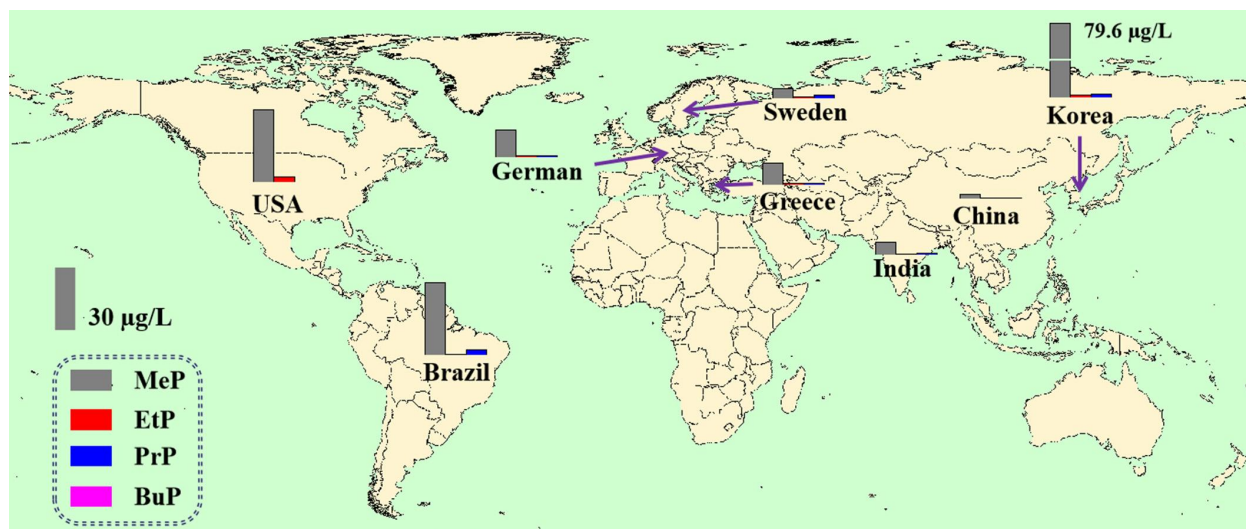 79.6 μg/L
Sweden
Korea
German
Greece
USA
China
India
30 μg/L
Brazil
MeP
EtP
PrP
BuP